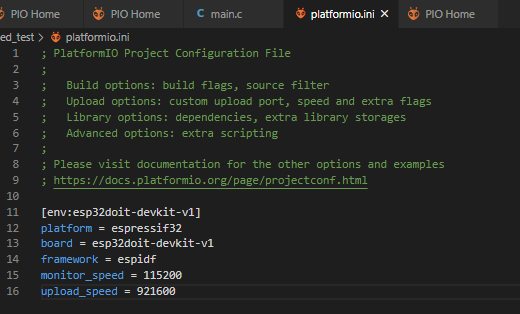 PIO Home
PIO Home
C main.c
platformio.ini
PIO Home
ed_test > platformio.ini
1 ; PlatformIO Project Configuration File
2 ;
3 ;   Build options: build flags, source filter
4 ;   Upload options: custom upload port, speed and extra flags
5 ;   Library options: dependencies, extra library storages
6 ;   Advanced options: extra scripting
7 ;
8 ; Please visit documentation for the other options and examples
9 ; https://docs.platformio.org/page/projectconf.html
10
11 [env:esp32doit-devkit-v1]
12 platform = espressif32
13 board = esp32doit-devkit-v1
14 framework = espidf
15 monitor_speed = 115200
16 upload_speed = 921600